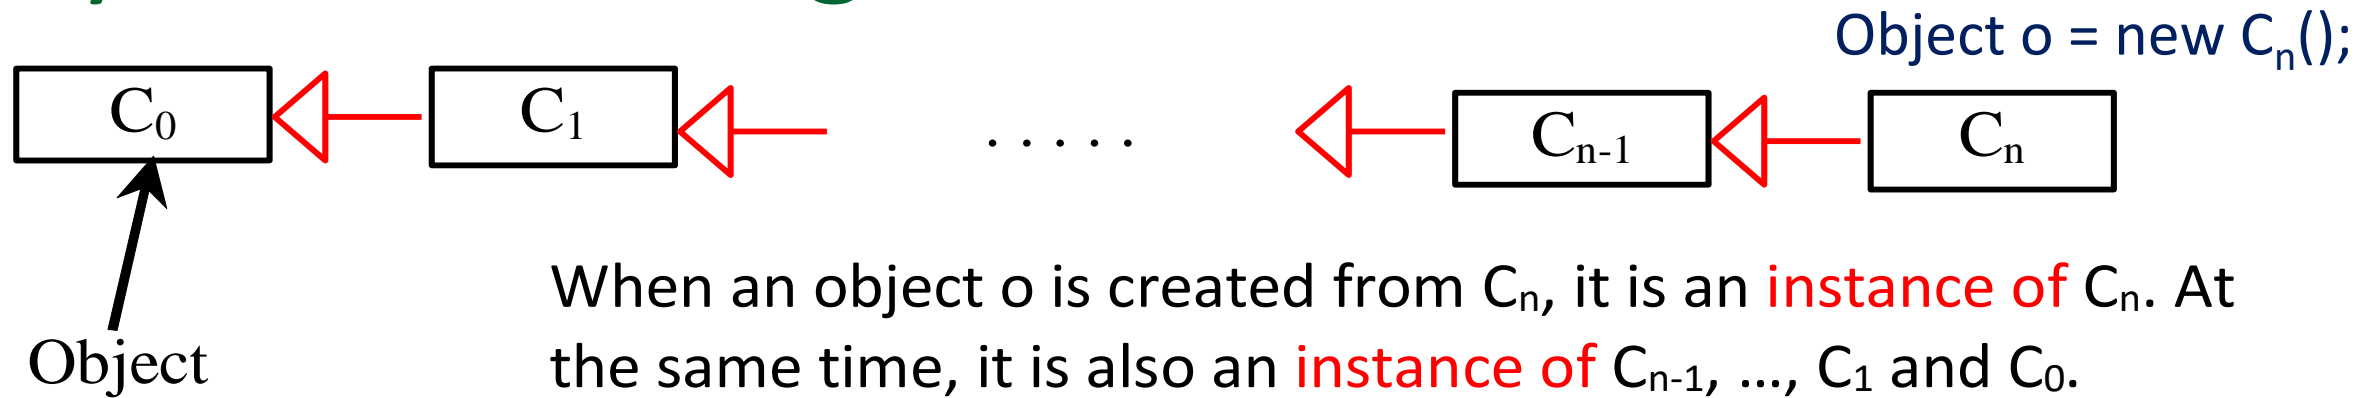 Object o = new Cn();
C0 C1 . . . . . Cn-1 Cn
Object
When an object o is created from Cn, it is an instance of Cn. At
the same time, it is also an instance of Cn-1, ..., C1 and C0.